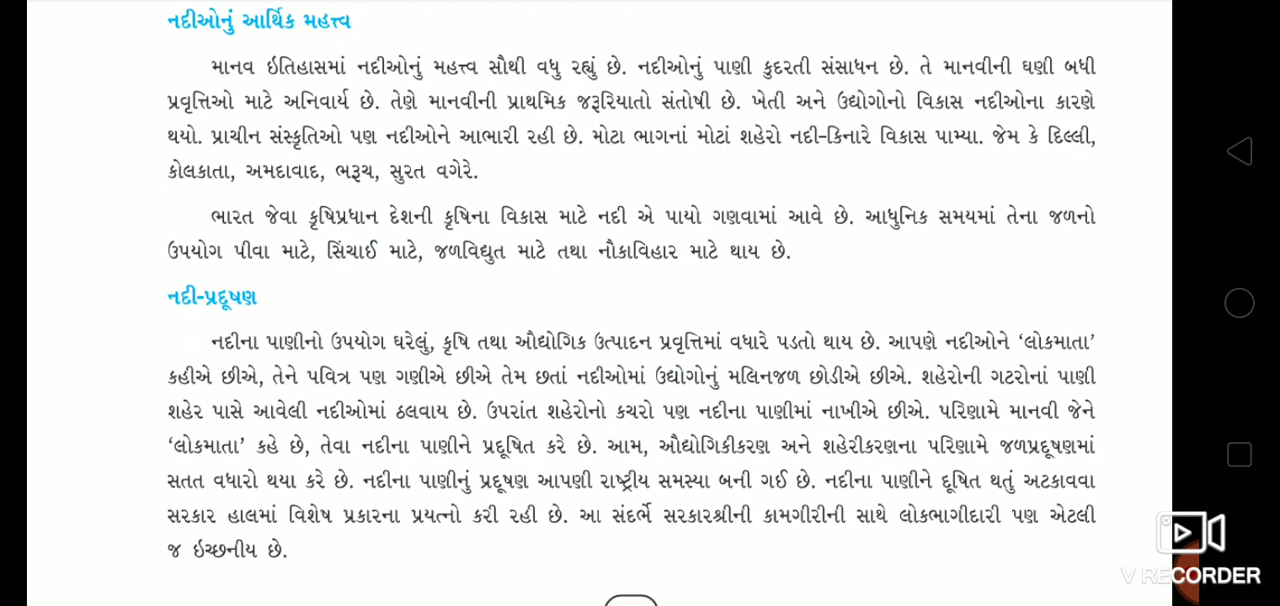 નદીઓનું આર્થિક મહત્ત્વ
માનવ ઇતિહાસમાં નદીઓનું મહત્ત્વ સૌથી વધુ રહ્યું છે. નદીઓનું પાણી કુદરતી સંસાધન છે. તે માનવીની ઘણી બધી
પ્રવૃત્તિઓ માટે અનિવાર્ય છે. તેણે માનવીની પ્રાથમિક જરૂરિયાતો સંતોષી છે. ખેતી અને ઉદ્યોગોનો વિકાસ નદીઓના કારણે
થયો. પ્રાચીન સંસ્કૃતિઓ પણ નદીઓને આભારી રહી છે. મોટા ભાગનાં મોટાં શહેરો નદી-કિનારે વિકાસ પામ્યા. જેમ કે દિલ્લી,
કોલકાતા, અમદાવાદ, ભરૂચ, સુરત વગેરે.
ભારત જેવા કૃષિપ્રધાન દેશની કૃષિના વિકાસ માટે નદી એ પાયો ગણવામાં આવે છે. આધુનિક સમયમાં તેના જળનો
ઉપયોગ પીવા માટે, સિંચાઈ માટે, જળવિદ્યુત માટે તથા નૌકાવિહાર માટે થાય છે.
નદી-પ્રદૂષણ
નદીના પાણીનો ઉપયોગ ઘરેલું, કૃષિ તથા ઔદ્યોગિક ઉત્પાદન પ્રવૃત્તિમાં વધારે પડતો થાય છે. આપણે નદીઓને ‘લોકમાતા’
કહીએ છીએ, તેને પવિત્ર પણ ગણીએ છીએ તેમ છતાં નદીઓમાં ઉદ્યોગોનું મલિનજળ છોડીએ છીએ. શહેરોની ગટરોનાં પાણી
શહેર પાસે આવેલી નદીઓમાં ઠલવાય છે. ઉપરાંત શહેરોનો કચરો પણ નદીના પાણીમાં નાખીએ છીએ. પરિણામે માનવી જેને
‘લોકમાતા’ કહે છે, તેવા નદીના પાણીને પ્રદૂષિત કરે છે. આમ, ઔદ્યોગિકીકરણ અને શહેરીકરણના પરિણામે જળપ્રદૂષણમાં
સતત વધારો થયા કરે છે. નદીના પાણીનું પ્રદૂષણ આપણી રાષ્ટ્રીય સમસ્યા બની ગઈ છે. નદીના પાણીને દૂષિત થતું અટકાવવા
સરકાર હાલમાં વિશેષ પ્રકારના પ્રયત્નો કરી રહી છે. આ સંદર્ભે સરકારશ્રીની કામગીરીની સાથે લોકભાગીદારી પણ એટલી
જ ઇચ્છનીય છે.
V RECORDER